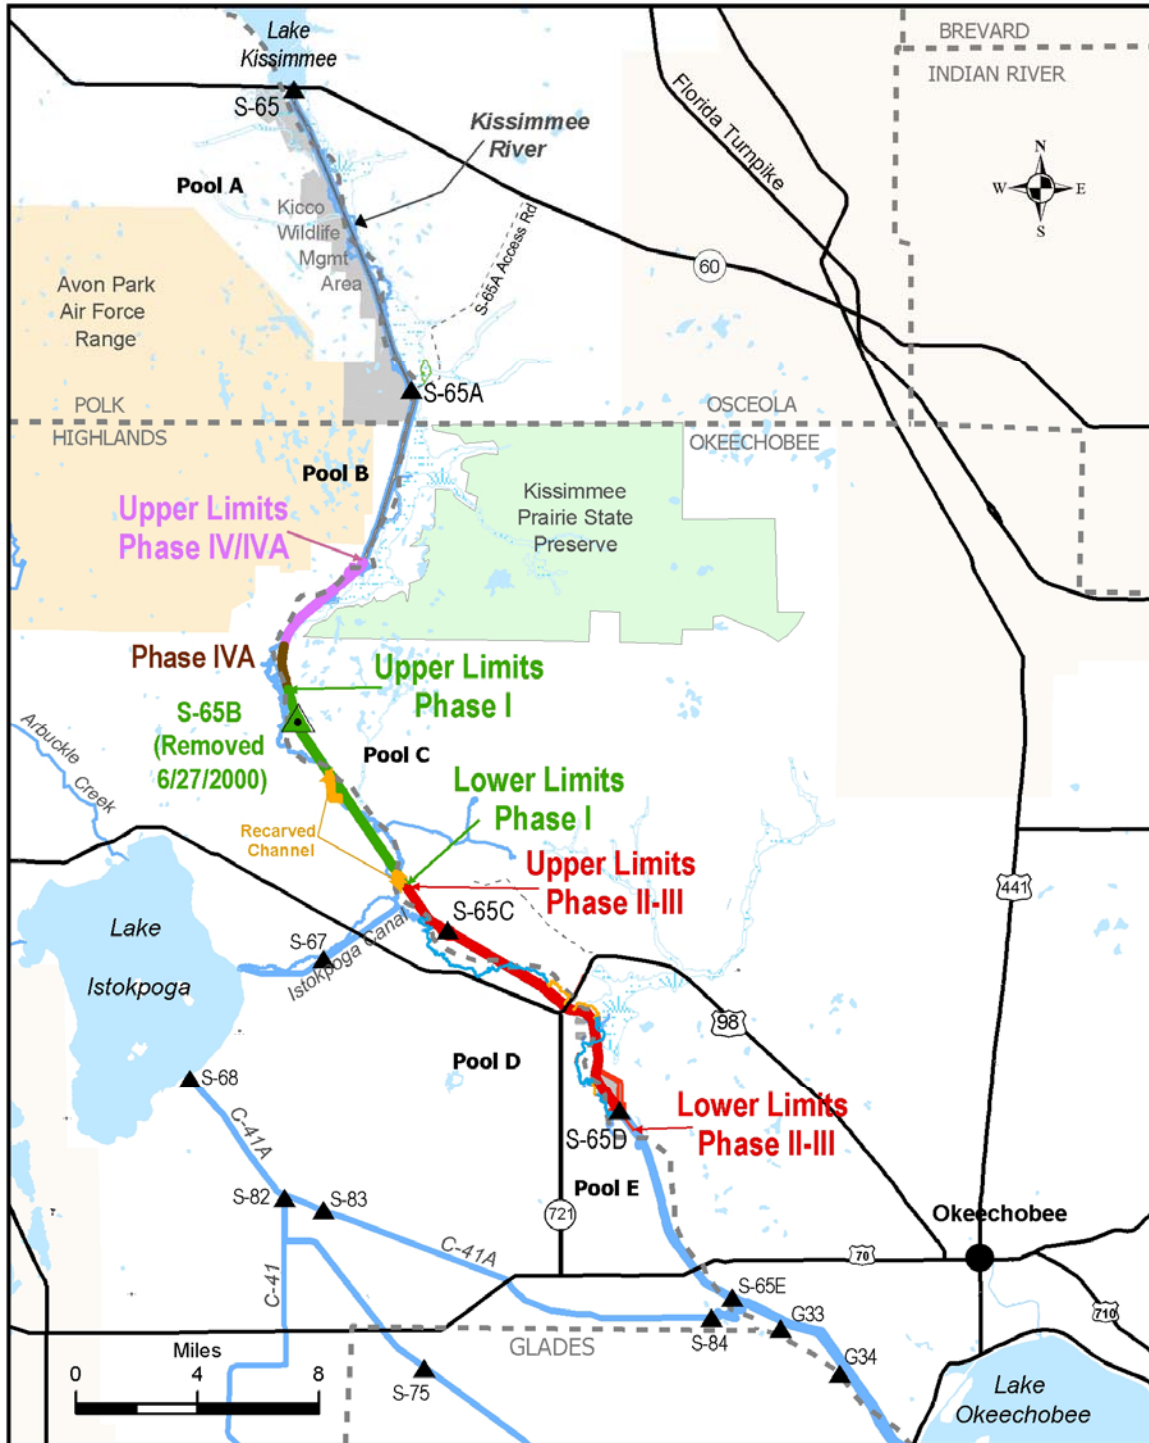 Lake
Kissimmee
BREVARD
INDIAN RIVER
S-65
Florida Turnpike
Kissimmee
River
N
W
E
S
Pool A
Kicco
Wildlife
Mgmt
Area
S-65A Access Rd
60
Avon Park
Air Force
Range
S-65A
POLK
HIGHLANDS
OSCEOLA
OKEECHOBEE
Pool B
Upper Limits
Phase IV/IVA
Kissimmee
Prairie State
Preserve
Phase IVA
Upper Limits
Phase I
S-65B
(Removed
6/27/2000)
Arbuckle
Creek
Pool C
Lower Limits
Phase I
Recarved
Channel
Upper Limits
Phase II-III
441
S-65C
Lake
Istokpoga
S-67
Istokpoga Canal
98
Pool D
S-68
C-41A
Lower Limits
Phase II-III
S-65D
Pool E
S-82
S-83
721
Okeechobee
C-41A
C-41
70
S-65E
710
G33
S-84
GLADES
G34
Miles
0
4
8
S-75
Lake
Okeechobee